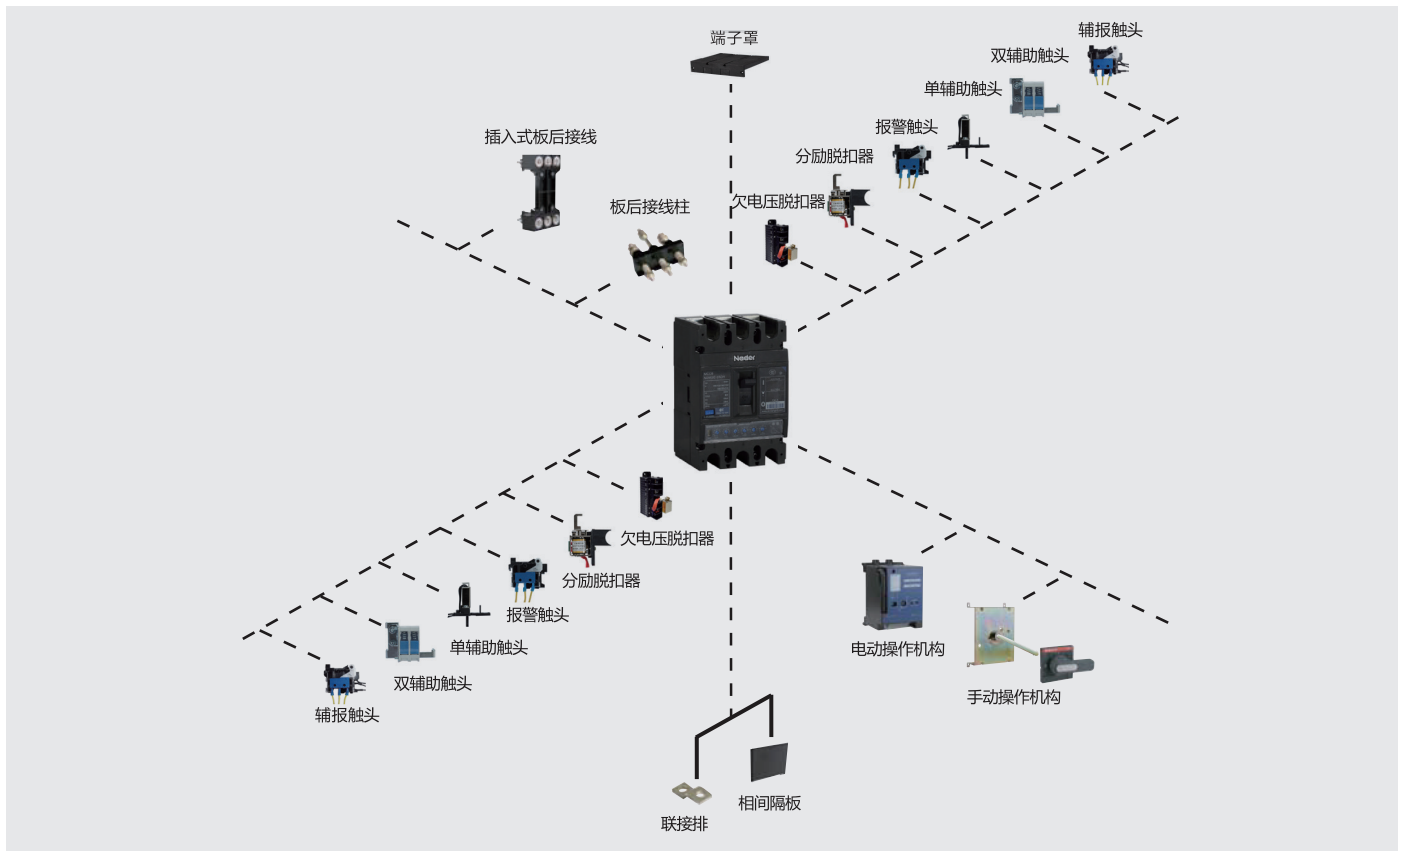 端子罩
辅报触头
双辅助触头
单辅助触头
报警触头
分励脱扣器
欠电压脱扣器
插入式板后接线
板后接线柱
Nader
欠电压脱扣器
分励脱扣器
报警触头
单辅助触头
双辅助触头
辅报触头
电动操作机构
手动操作机构
相间隔板
联接排